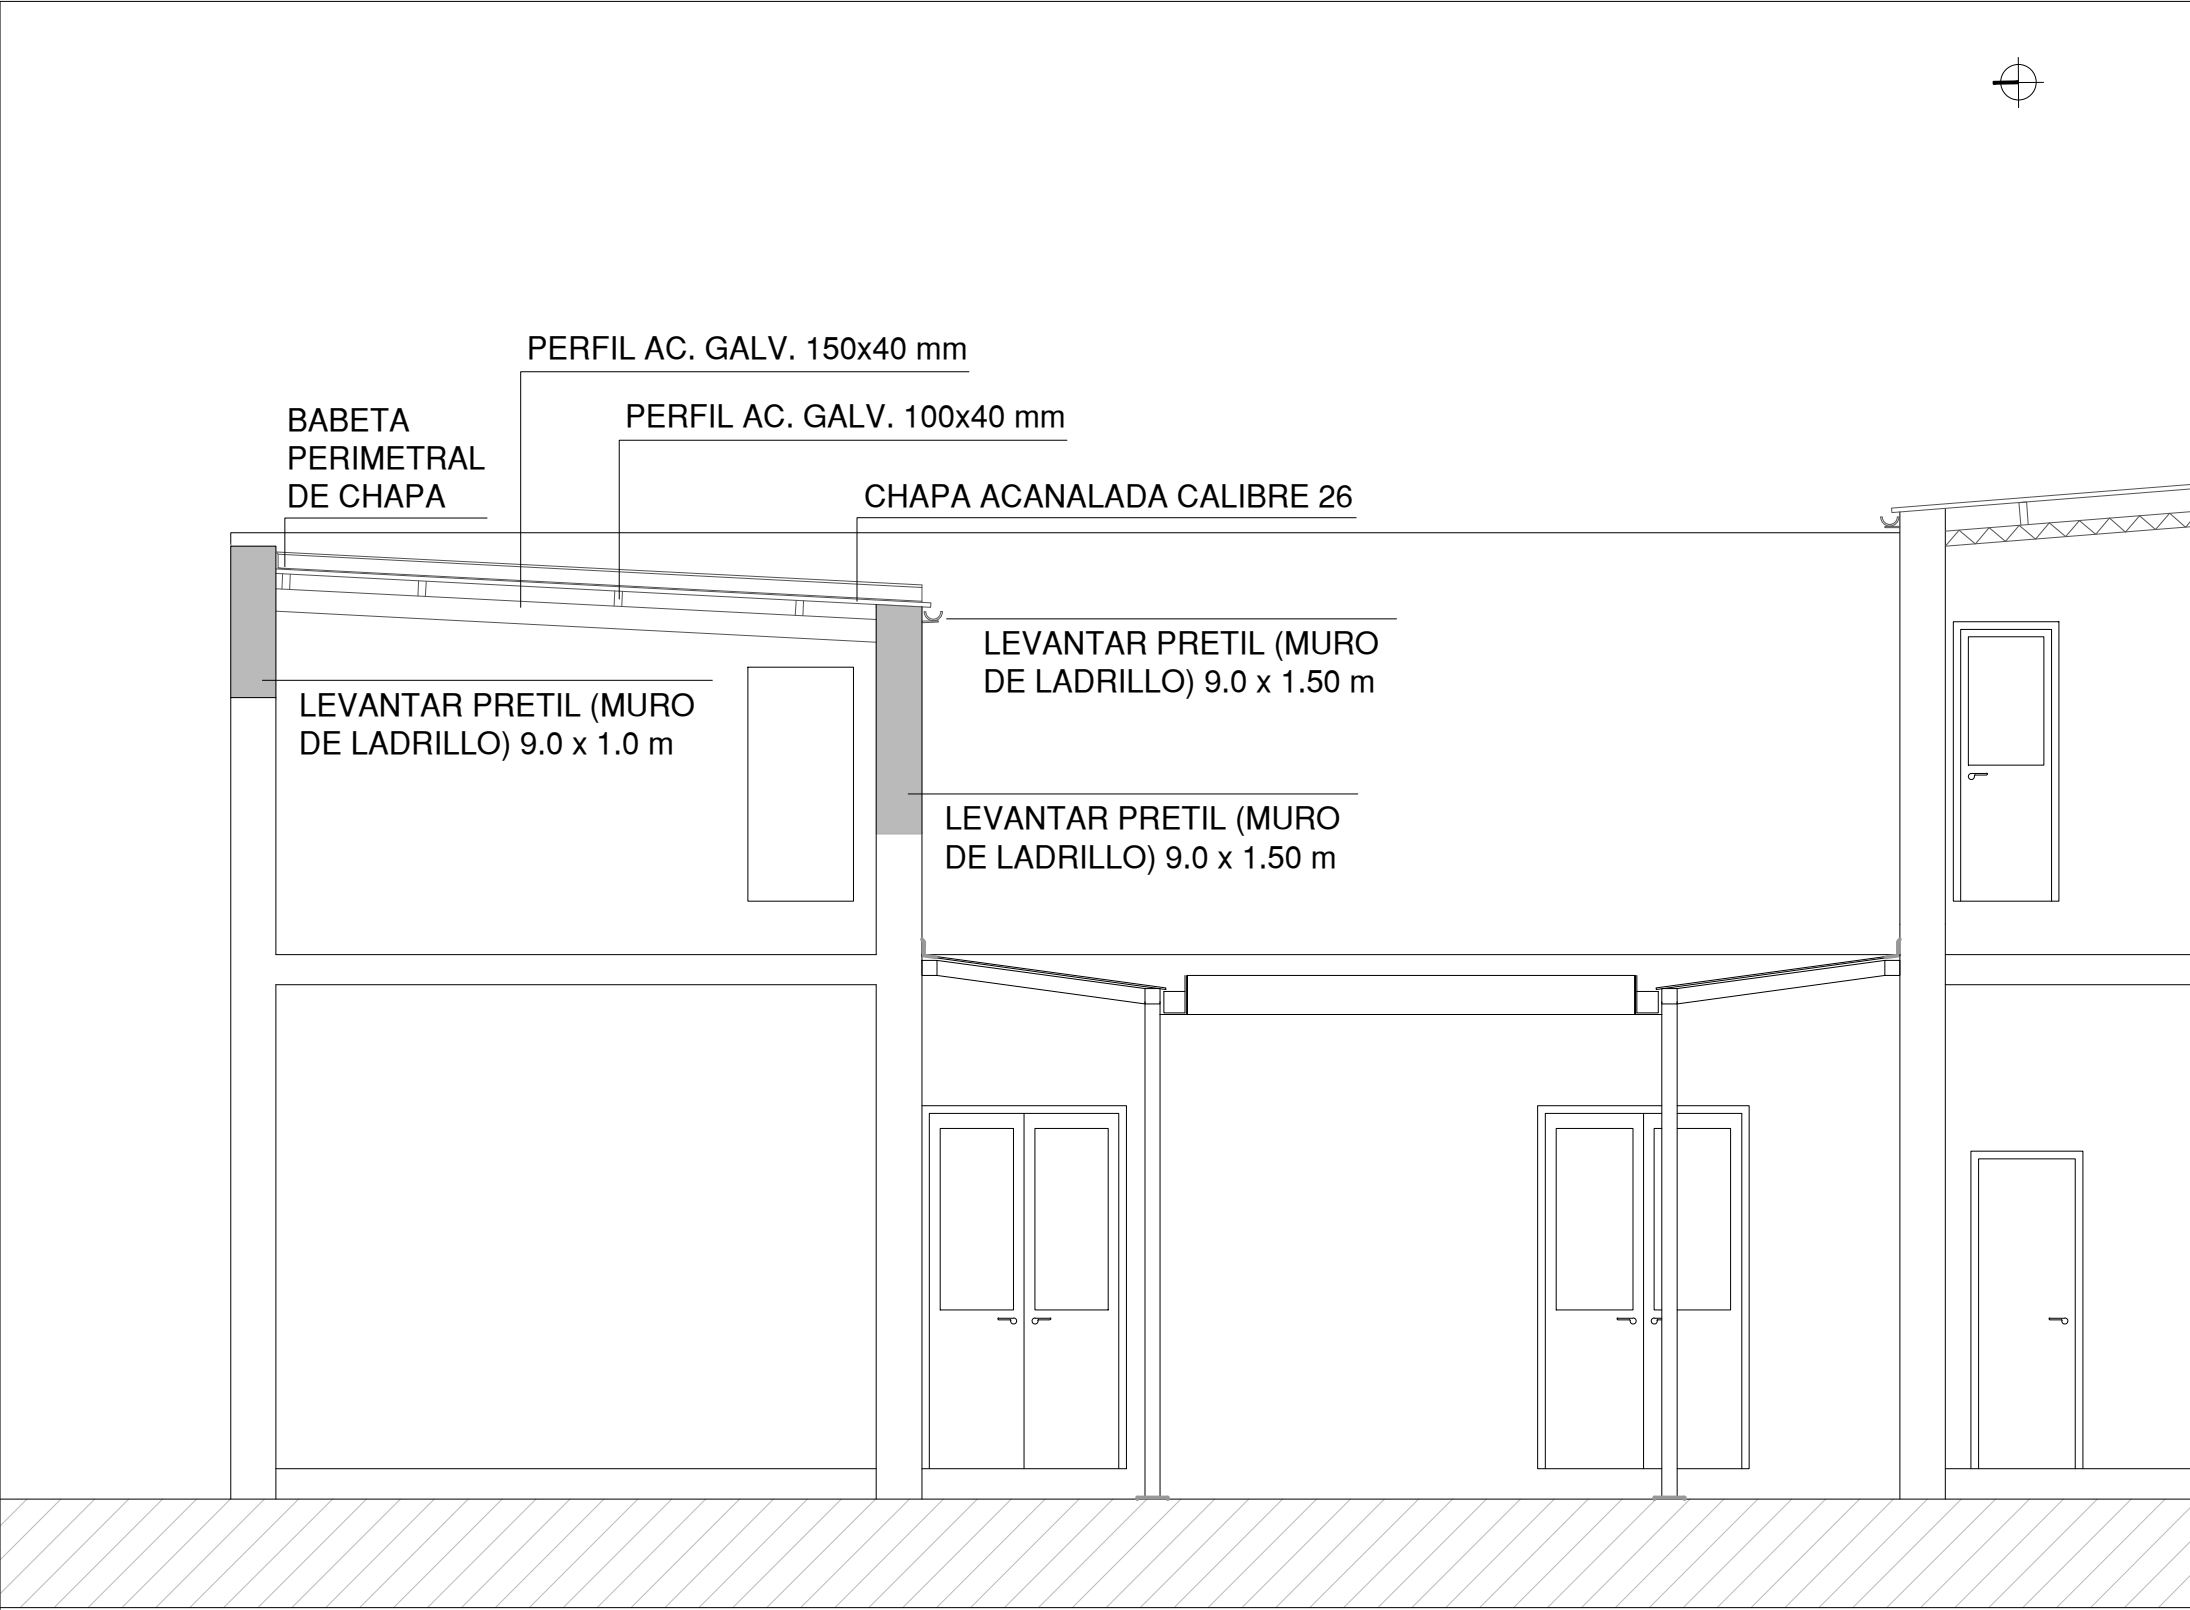 PERFIL AC. GALV. 150x40 mm
PERFIL AC. GALV. 100x40 mm
BABETA
PERIMETRAL
DE CHAPA
CHAPA ACANALADA CALIBRE 26
LEVANTAR PRETIL (MURO
DE LADRILLO) 9.0 x 1.50 m
LEVANTAR PRETIL (MURO
DE LADRILLO) 9.0 x 1.0 m
LEVANTAR PRETIL (MURO
DE LADRILLO) 9.0 x 1.50 m